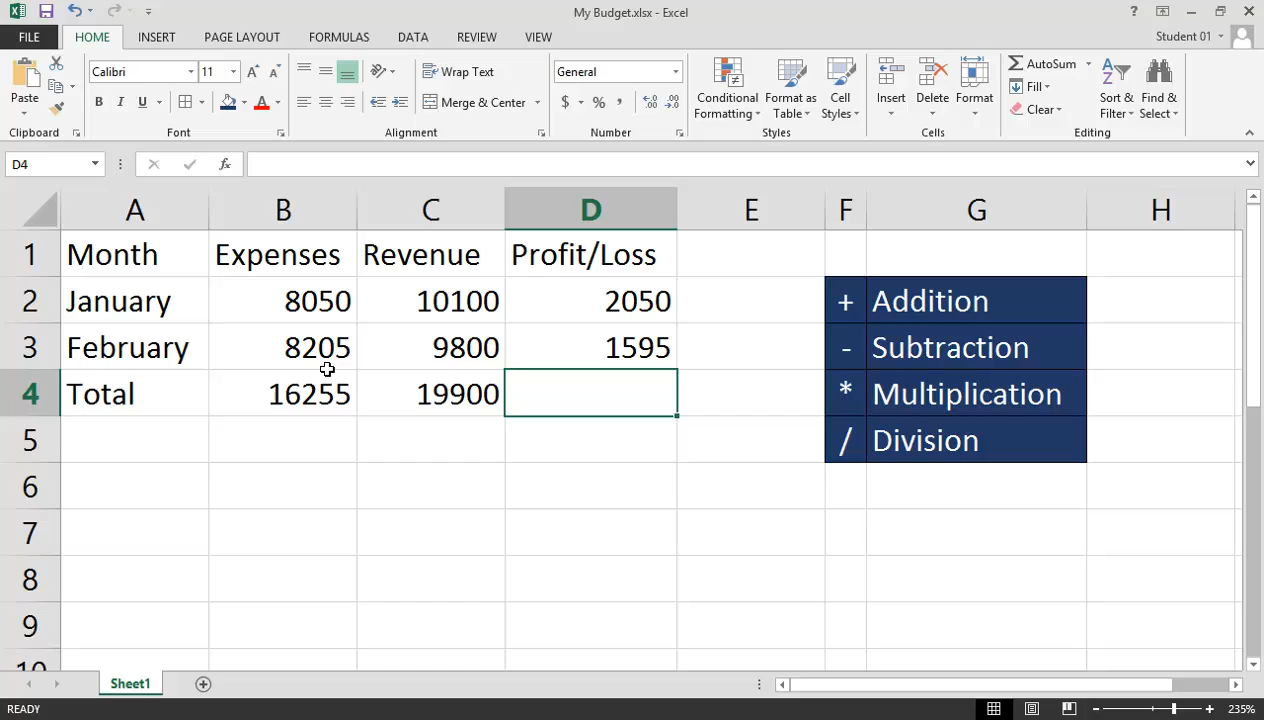 My Budget.xlsx - Excel
?
FILE HOME INSERT PAGE LAYOUT FORMULAS DATA REVIEW VIEW Student 01
Paste
Clipboard
Calibri 11
B I U A
Font
Wrap Text
Merge & Center
Alignment
General
$ % ,
Number
Conditional Formatting
Format as Table
Cell Styles
Styles
Insert Delete Format
Cells
AutoSum
Fill
Clear
Sort & Filter
Find & Select
Editing
D4 fx
A B C D E F G H
1 Month Expenses Revenue Profit/Loss
2 January 8050 10100 2050 + Addition
3 February 8205 9800 1595 - Subtraction
4 Total 16255 19900 * Multiplication
5 / Division
6
7
8
9
10
Sheet1
READY 235%